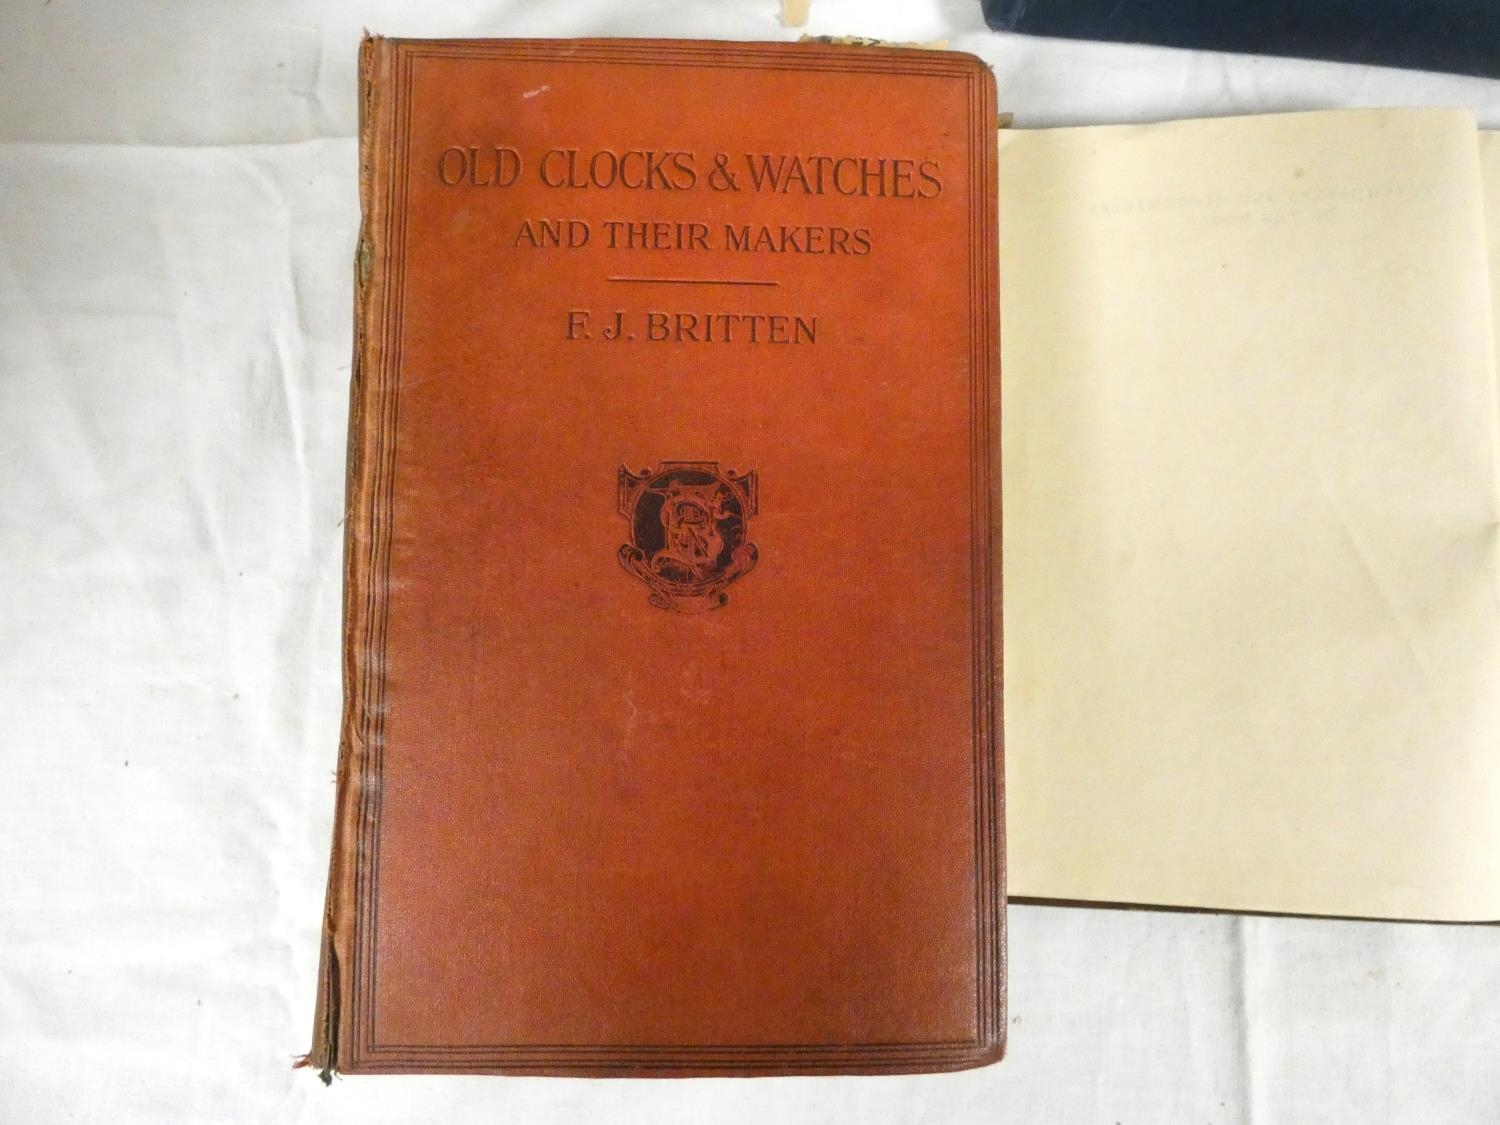 OLD CLOCKS & WATCHES
AND THEIR MAKERS
F. J. BRITTEN